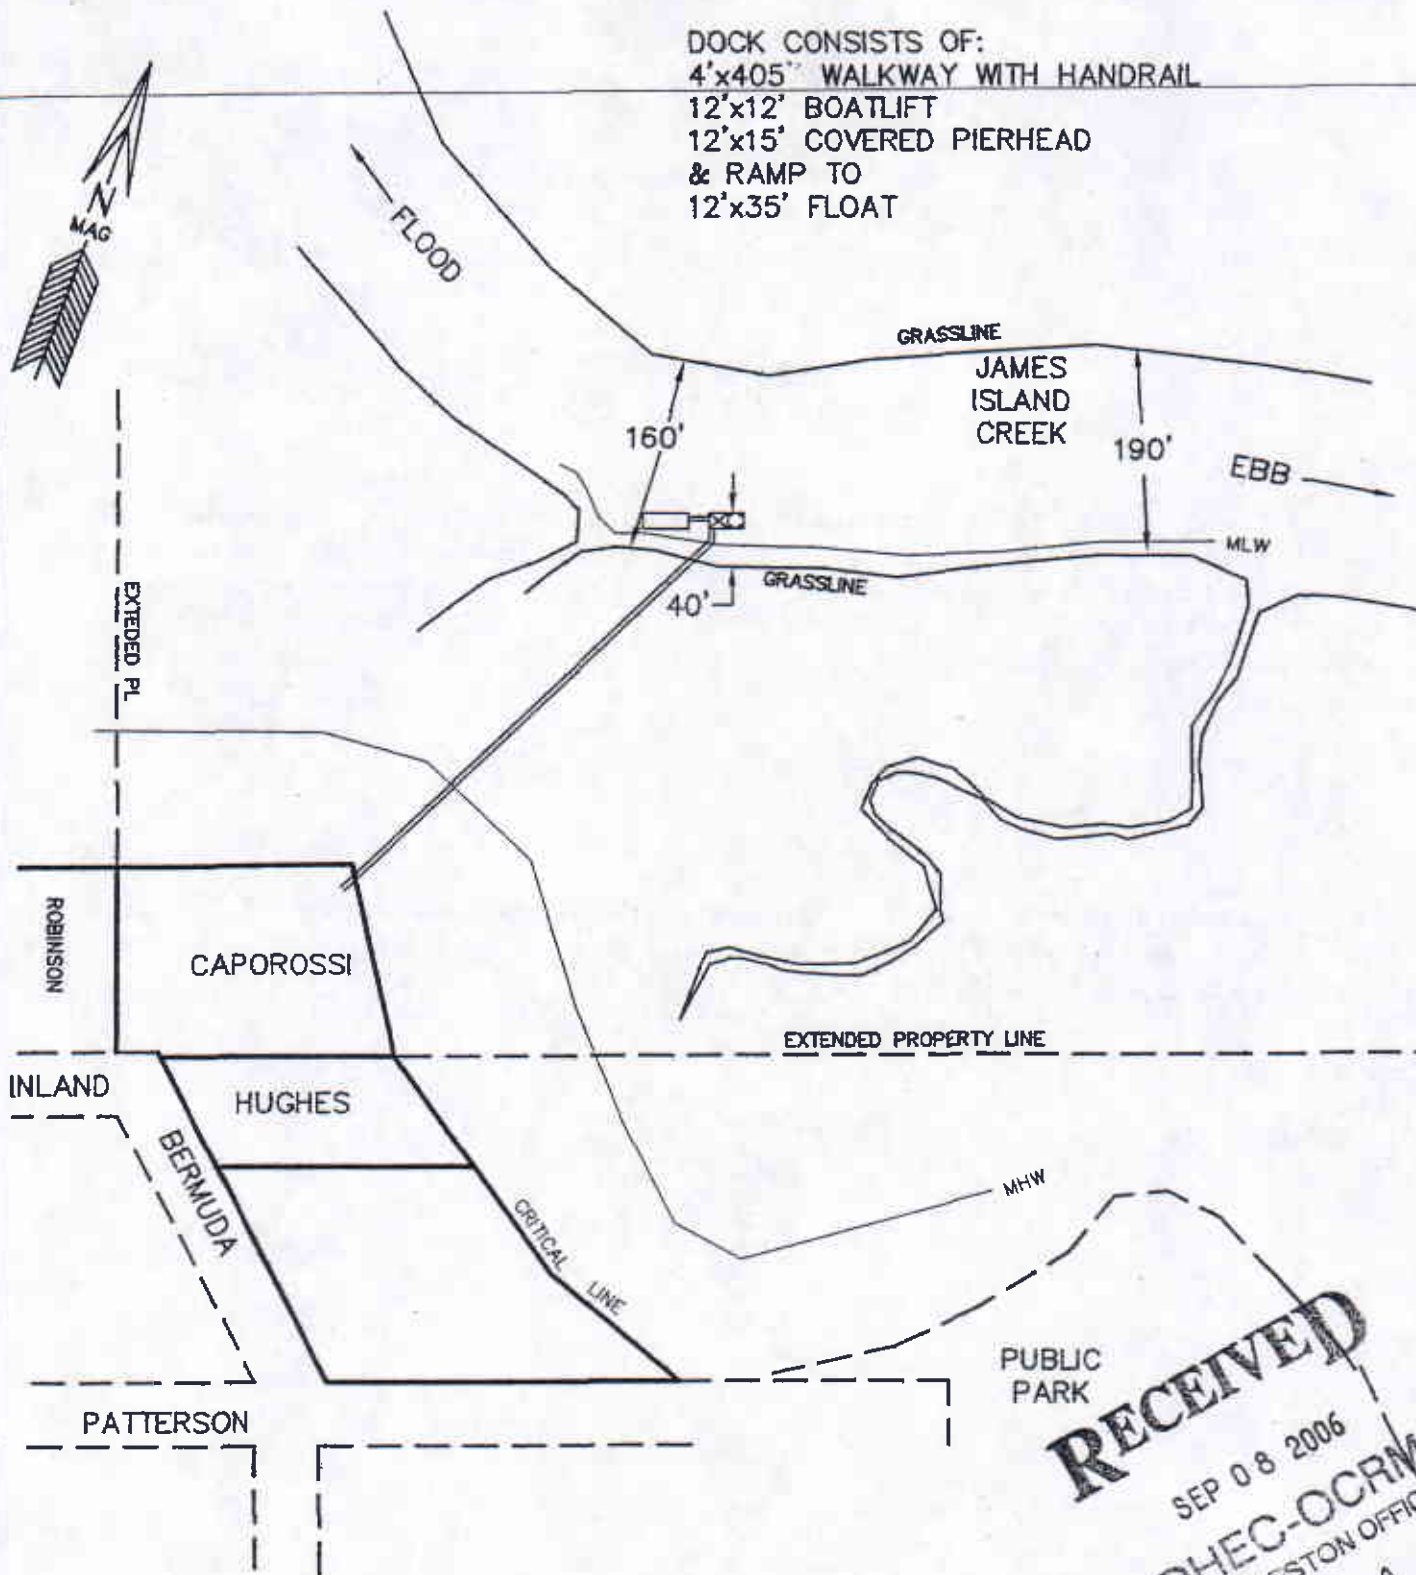 DOCK CONSISTS OF:
4'x405" WALKWAY WITH HANDRAIL
12'x12' BOATLIFT
12'x15' COVERED PIERHEAD
& RAMP TO
12'x35' FLOAT
N
MAG
FLOOD
GRASSLINE
JAMES
ISLAND
CREEK
160'
190'
EBB
MLW
GRASSLINE
40'
EXTEDED PL
ROBINSON
CAPOROSSI
EXTENDED PROPERTY LINE
INLAND
HUGHES
BERMUDA
MHW
CRITICAL LINE
PUBLIC
PARK
PATTERSON
RECEIVED
SEP 08 2006
DHEC-OCRM